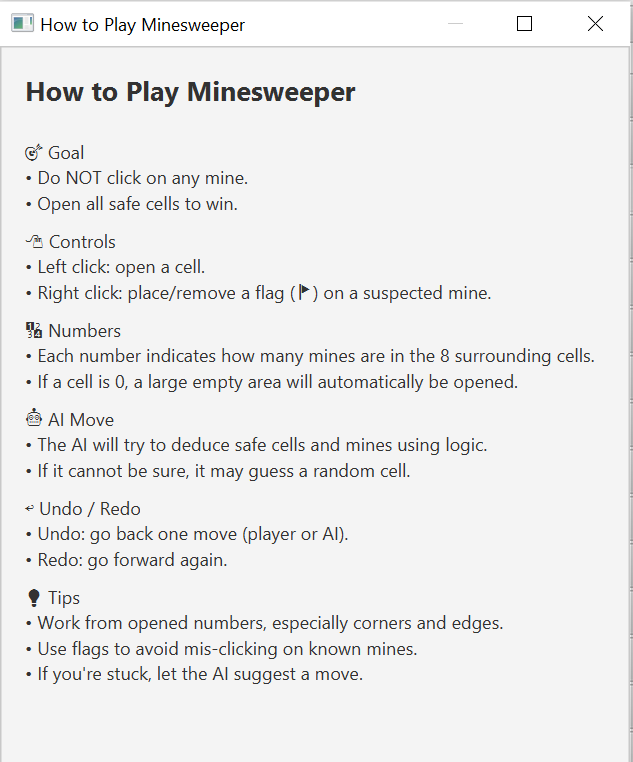 How to Play Minesweeper
How to Play Minesweeper
🎯 Goal
• Do NOT click on any mine.
• Open all safe cells to win.
🖱 Controls
• Left click: open a cell.
• Right click: place/remove a flag (⚑) on a suspected mine.
🔢 Numbers
• Each number indicates how many mines are in the 8 surrounding cells.
• If a cell is 0, a large empty area will automatically be opened.
🤖 AI Move
• The AI will try to deduce safe cells and mines using logic.
• If it cannot be sure, it may guess a random cell.
↩ Undo / Redo
• Undo: go back one move (player or AI).
• Redo: go forward again.
💡 Tips
• Work from opened numbers, especially corners and edges.
• Use flags to avoid mis-clicking on known mines.
• If you're stuck, let the AI suggest a move.